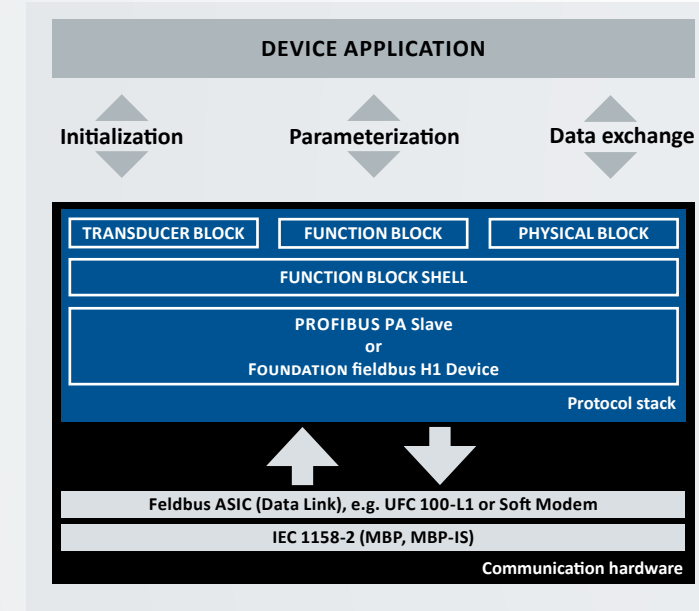 DEVICE APPLICATION
Initialization
Parameterization
Data exchange
TRANSDUCER BLOCK
FUNCTION BLOCK
PHYSICAL BLOCK
FUNCTION BLOCK SHELL
PROFIBUS PA Slave
or
FOUNDATION fieldbus H1 Device
Protocol stack
Feldbus ASIC (Data Link), e.g. UFC 100-L1 or Soft Modem
IEC 1158-2 (MBP, MBP-IS)
Communication hardware